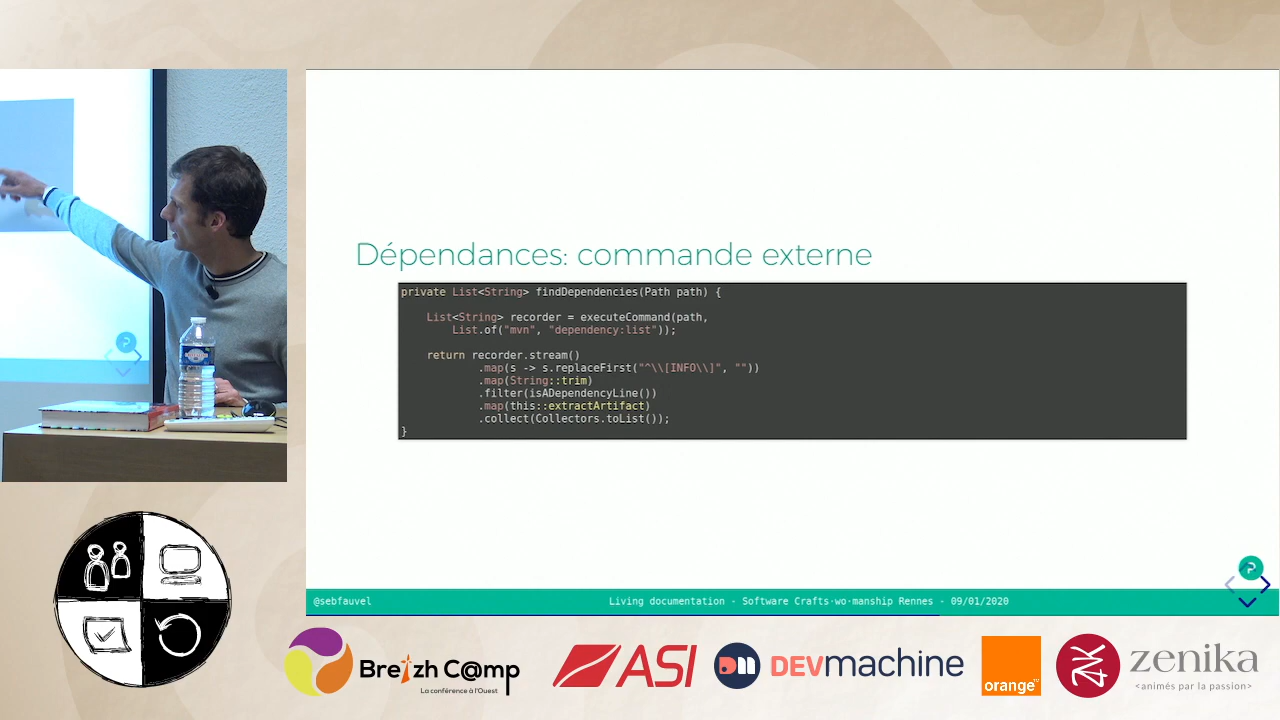 Dépendances: commande externe
private List<String> findDependencies(Path path) {
List<String> recorder = executeCommand(path,
List.of("mvn", "dependency:list"));
return recorder.stream()
.map(s -> s.replaceFirst("^\\[INFO\\]", ""))
.map(String::trim)
.filter(isADependencyLine())
.map(this::extractArtifact)
.collect(Collectors.toList());
}
@sebfauvel
Living documentation - Software Crafts·wo·manship Rennes - 09/01/2020
Breizh C@mp
La conférence à l'Ouest
ASI
DEVmachine
orange™
zenika
<animés par la passion>